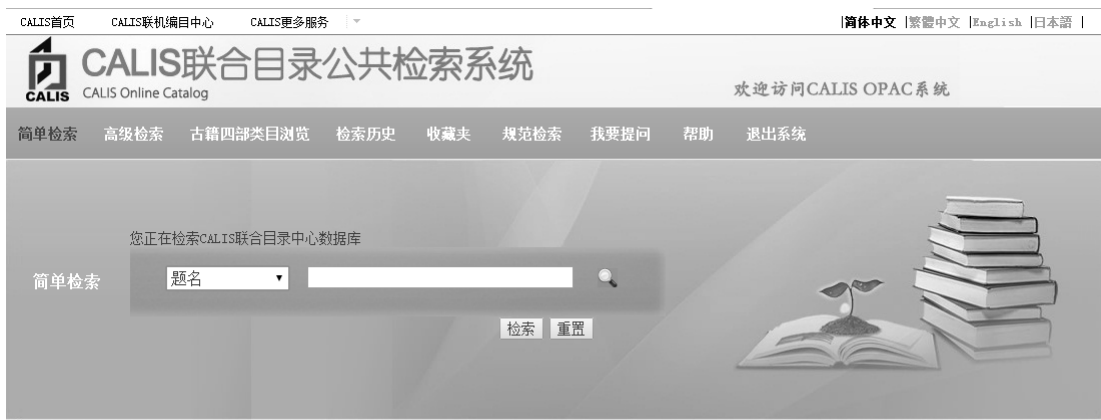 CALIS首页 CALIS联机编目中心 CALIS更多服务 |简体中文 |繁體中文 |English |日本語 |
CALIS联合目录公共检索系统
CALIS CALIS Online Catalog
欢迎访问CALIS OPAC系统
简单检索 高级检索 古籍四部类目浏览 检索历史 收藏夹 规范检索 我要提问 帮助 退出系统
您正在检索CALIS联合目录中心数据库
简单检索 题名
检索 重置